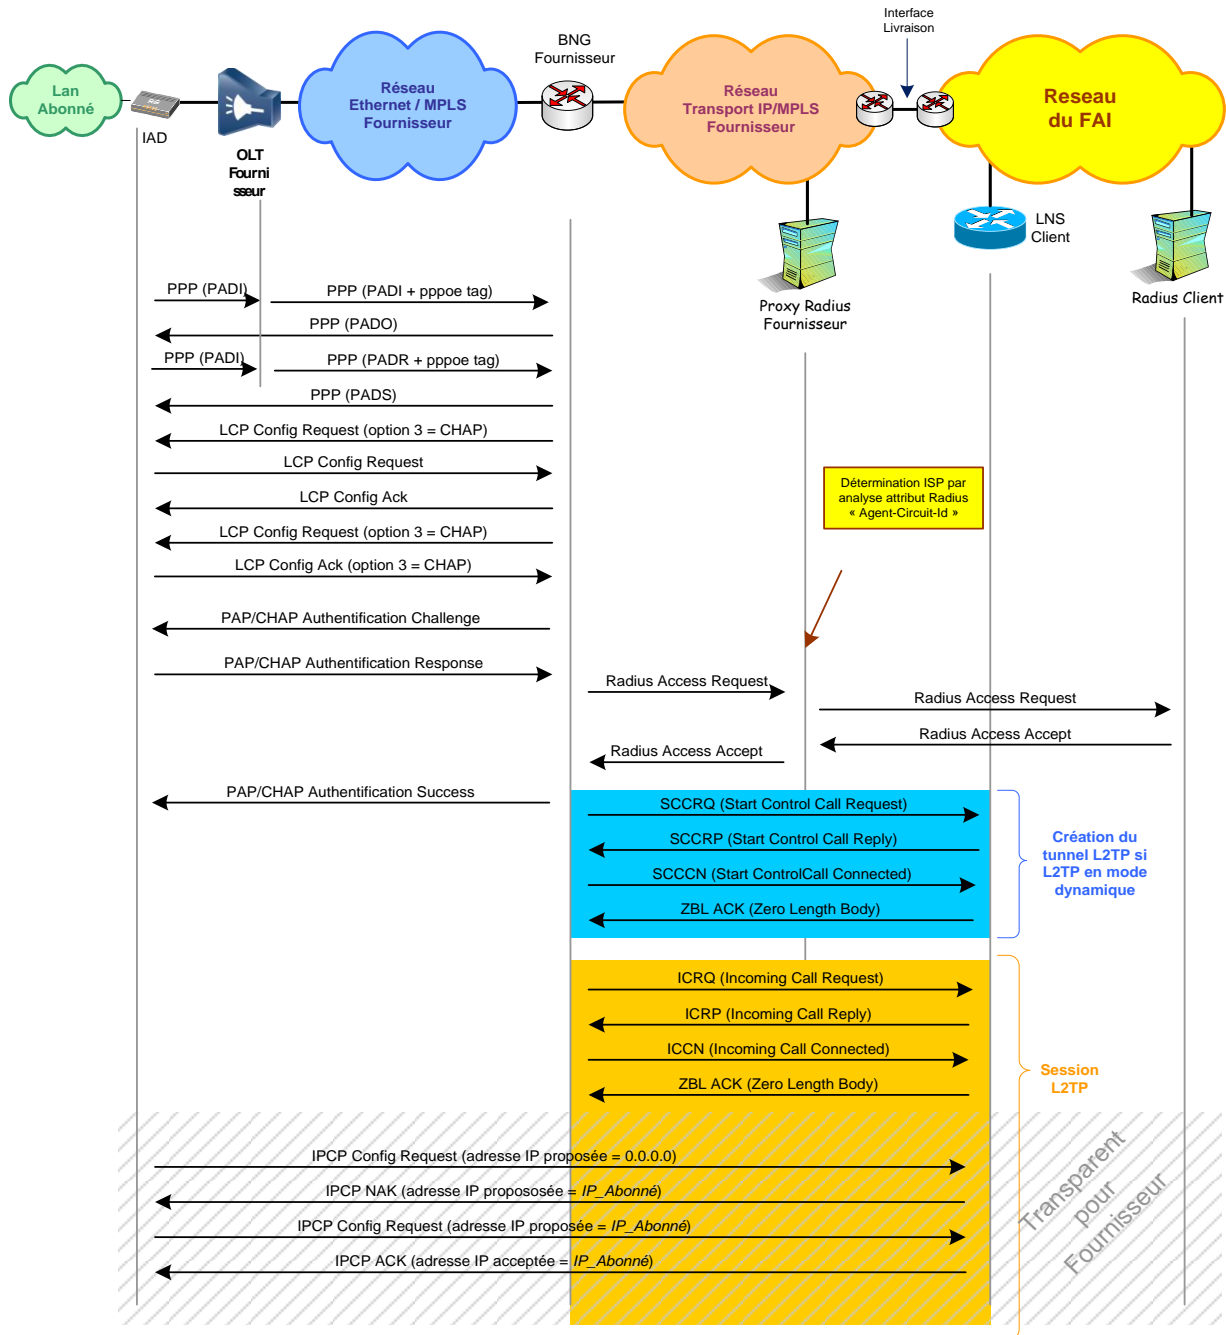 Interface
Livraison
BNG
Fournisseur
Lan
Abonné
Réseau
Ethernet / MPLS
Fournisseur
Réseau
Transport IP/MPLS
Fournisseur
Reseau
du FAI
IAD
OLT
Fourni
sseur
LNS
Client
Proxy Radius
Fournisseur
Radius Client
PPP (PADI)
PPP (PADI + pppoe tag)
PPP (PADO)
PPP (PADI)
PPP (PADR + pppoe tag)
PPP (PADS)
LCP Config Request (option 3 = CHAP)
LCP Config Request
LCP Config Ack
LCP Config Request (option 3 = CHAP)
LCP Config Ack (option 3 = CHAP)
Détermination ISP par
analyse attribut Radius
« Agent-Circuit-Id »
PAP/CHAP Authentification Challenge
PAP/CHAP Authentification Response
Radius Access Request
Radius Access Request
Radius Access Accept
Radius Access Accept
PAP/CHAP Authentification Success
SCCRQ (Start Control Call Request)
SCCRP (Start Control Call Reply)
SCCCN (Start ControlCall Connected)
ZBL ACK (Zero Length Body)
Création du
tunnel L2TP si
L2TP en mode
dynamique
ICRQ (Incoming Call Request)
ICRP (Incoming Call Reply)
ICCN (Incoming Call Connected)
ZBL ACK (Zero Length Body)
Session
L2TP
IPCP Config Request (adresse IP proposée = 0.0.0.0)
IPCP NAK (adresse IP propososée = IP_Abonné)
IPCP Config Request (adresse IP proposée = IP_Abonné)
IPCP ACK (adresse IP acceptée = IP_Abonné)
Transparent
pour
Fournisseur